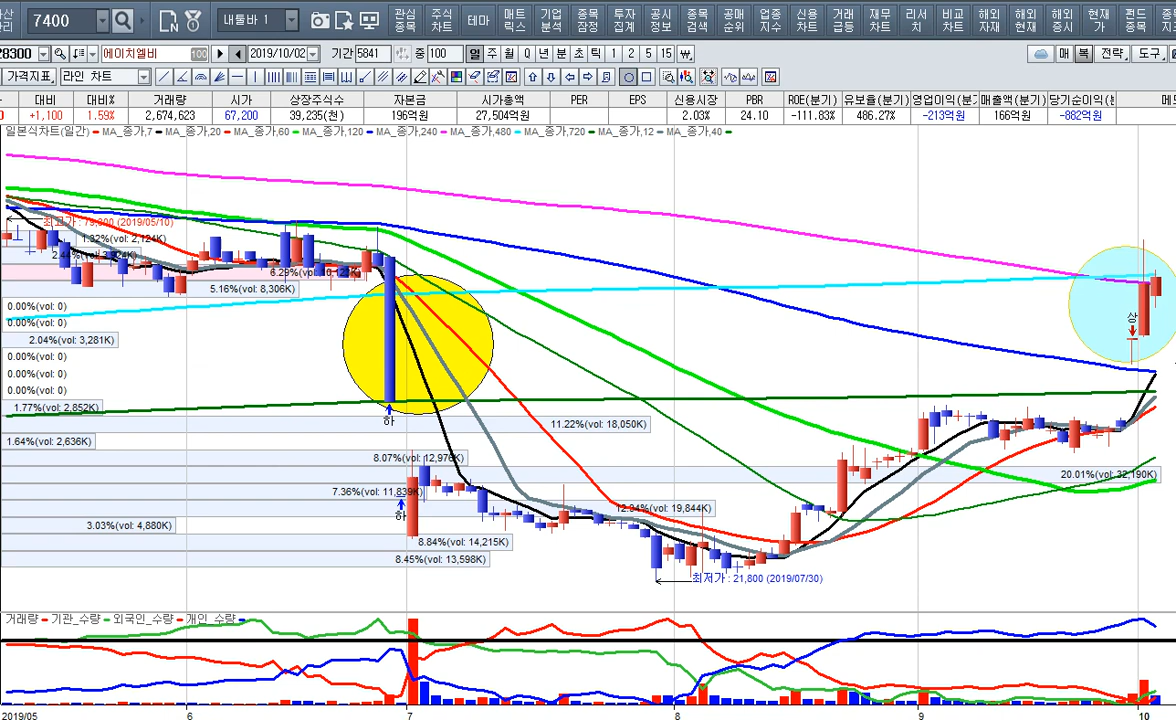 7400 내툴바 1 관심종목 주식차트 테마 매트릭스 기업분석 종목잠정 투자집계 공시정보 종목검색 공매순위 업종지수 신용차트 거래급등 재무차트 리서치 비교차트 해외자재 해외현재 해외증시 현재가 펀드종목
28300 에이치엘비 100 2019/10/02 기간 5841 중 100 일 주 월 Q 년 분 초 틱 1 2 5 15 매 복 전략 도구
가격지표 라인 차트
대비 대비% 거래량 시가 상장주식수 자본금 시가총액 PER EPS 신용시장 PBR ROE(분기) 유보율(분기) 영업이익(분기 매출액(분기) 당기순이익(분
+1,100 1.59% 2,674,623 67,200 39,235(천) 196억원 27,504억원 2.03% 24.10 -111.83% 486.27% -213억원 166억원 -882억원
일본식차트(일간) MA_종가,7 MA_종가,20 MA_종가,60 MA_종가,120 MA_종가,240 MA_종가,480 MA_종가,720 MA_종가,12 MA_종가,40
1.32%(vol: 2,124K)
6.29%
5.16%(vol: 8,306K)
0.00%(vol: 0)
0.00%(vol: 0)
상
2.04%(vol: 3,281K)
0.00%(vol: 0)
0.00%(vol: 0)
0.00%(vol: 0)
1.77%(vol: 2,852K)
하
11.22%(vol: 18,050K)
1.64%(vol: 2,636K)
8.07%(vol: 12,976K)
20.01%(vol: 32,190K)
7.36%(vol: 11,839K)
12.34%(vol: 19,844K)
하
3.03%(vol: 4,880K)
8.84%(vol: 14,215K)
8.45%(vol: 13,598K)
최저가 : 21,800 (2019/07/30)
거래량 기관_수량 외국인_수량 개인_수량
2019/05 6 7 8 9 10